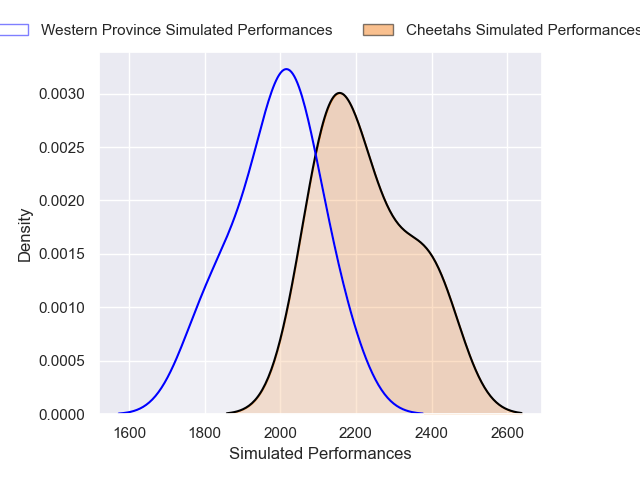 Western Province Simulated Performances Cheetahs Simulated Performances
0.0030
0.0025
0.0020
0.0015
0.0010
0.0005
0.0000
Density
1600 1800 2000 2200 2400 2600
Simulated Performances